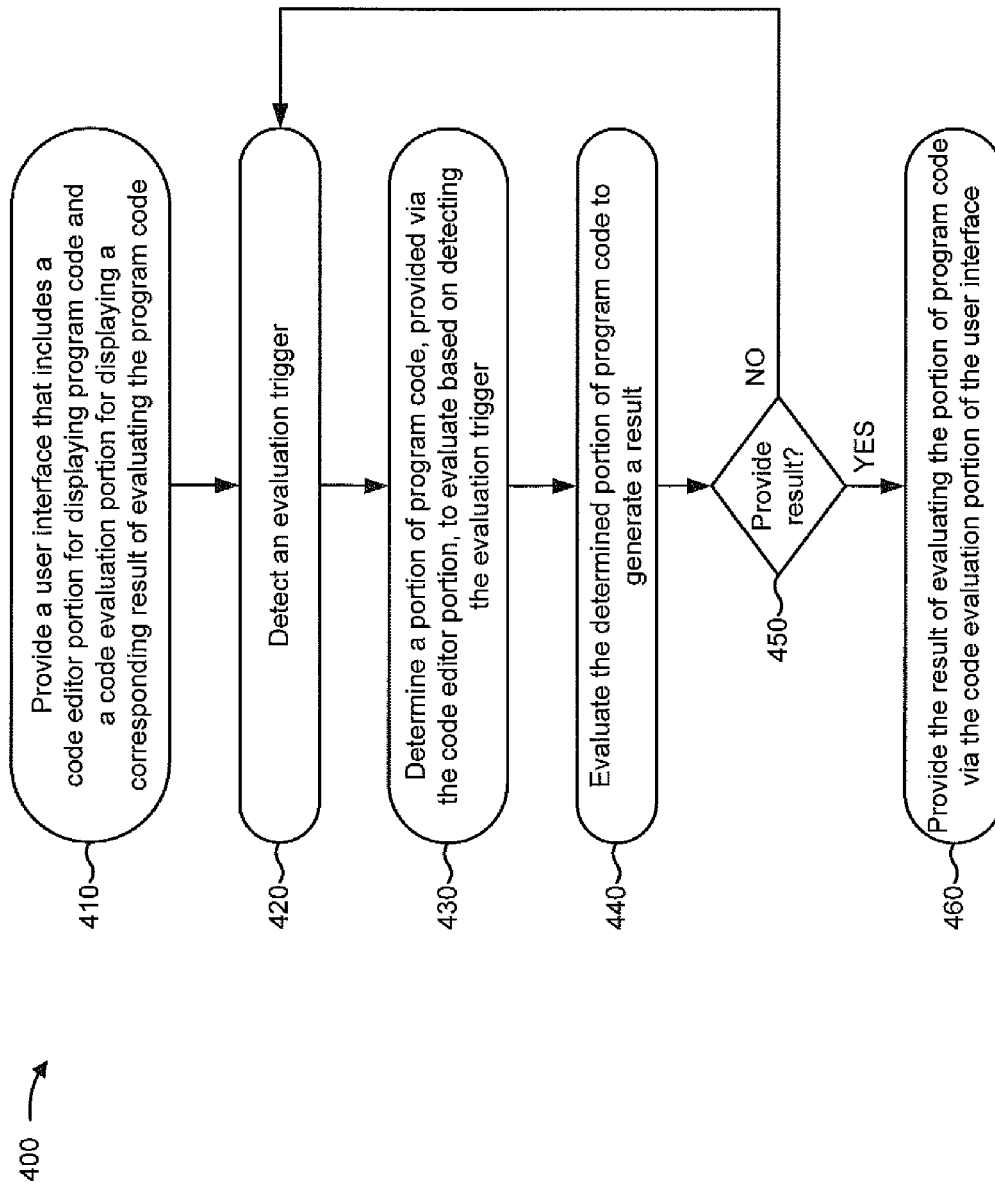 400
410
Provide a user interface that includes a
code editor portion for displaying program code and
a code evaluation portion for displaying a
corresponding result of evaluating the program code
420
Detect an evaluation trigger
430
Determine a portion of program code, provided via
the code editor portion, to evaluate based on detecting
the evaluation trigger
440
Evaluate the determined portion of program code to
generate a result
450
Provide
result?
NO
YES
460
Provide the result of evaluating the portion of program code
via the code evaluation portion of the user interface